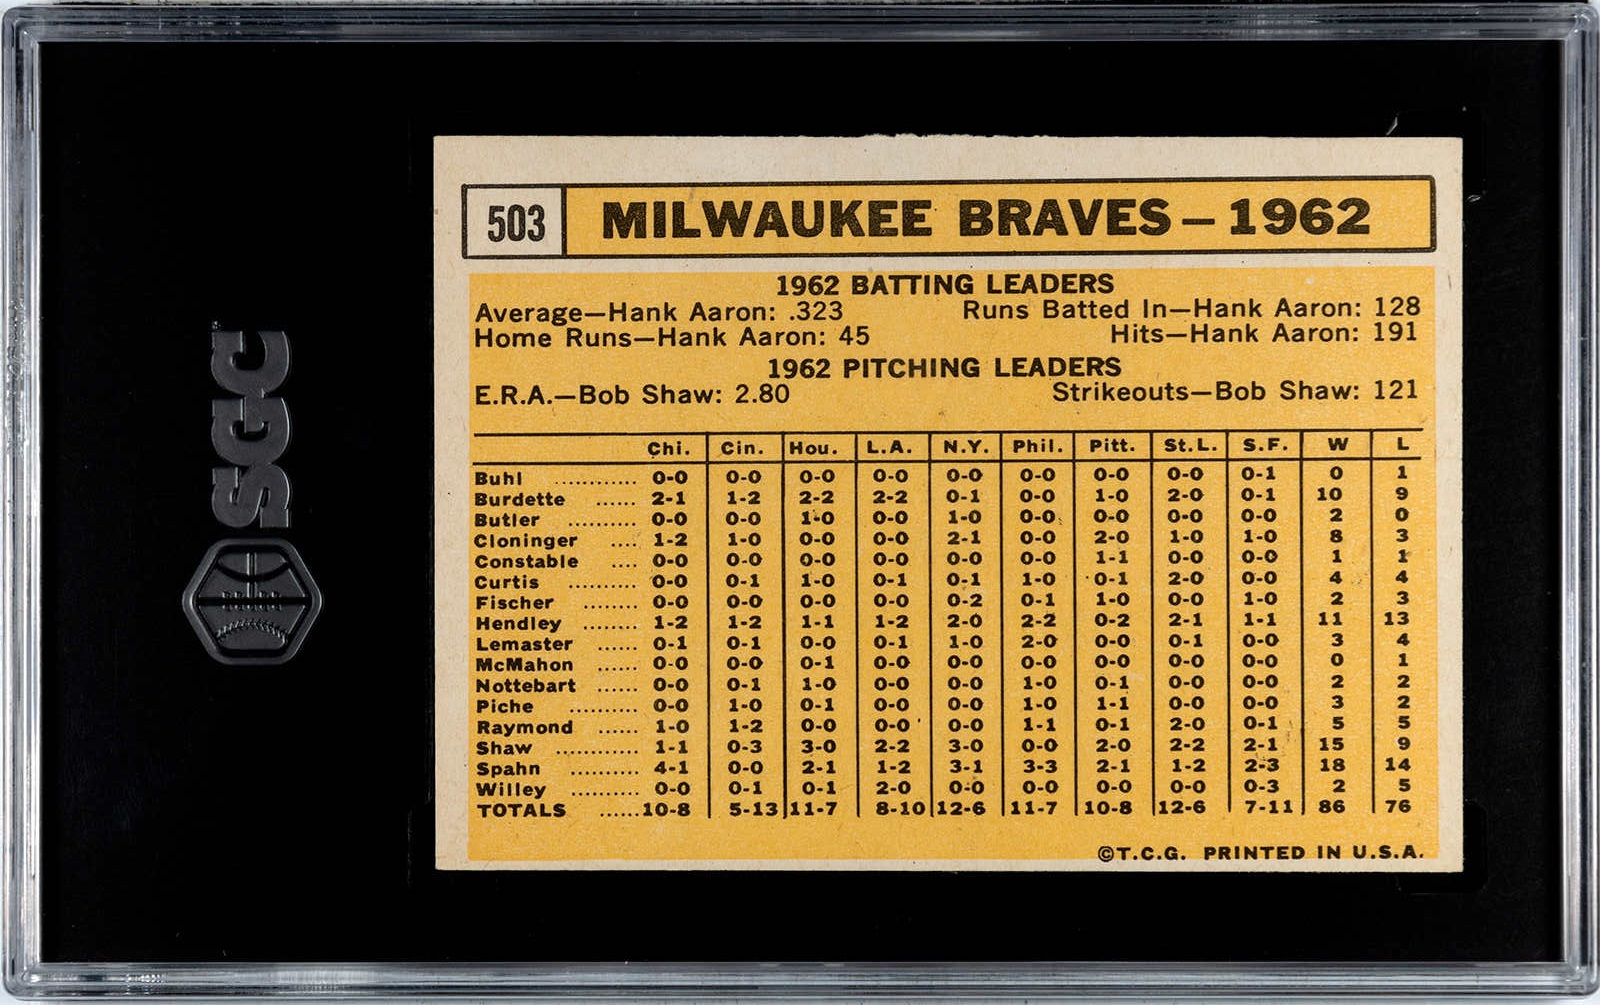 SGC
503 MILWAUKEE BRAVES – 1962
1962 BATTING LEADERS
Average—Hank Aaron: .323 Runs Batted In—Hank Aaron: 128
Home Runs—Hank Aaron: 45 Hits—Hank Aaron: 191
1962 PITCHING LEADERS
E.R.A.—Bob Shaw: 2.80 Strikeouts—Bob Shaw: 121
Chi. Cin. Hou. L.A. N.Y. Phil. Pitt. St.L. S.F. W L
Buhl ............ 0-0 0-0 0-0 0-0 0-0 0-0 0-0 0-0 0-1 0 1
Burdette ...... 2-1 1-2 2-2 2-2 0-1 0-0 1-0 2-0 0-1 10 9
Butler .......... 0-0 0-0 1-0 0-0 1-0 0-0 0-0 0-0 0-0 2 0
Cloninger .... 1-2 1-0 0-0 0-0 2-1 0-0 2-0 1-0 1-0 8 3
Constable .... 0-0 0-0 0-0 0-0 0-0 0-0 1-1 0-0 0-0 1 1
Curtis .......... 0-0 0-1 1-0 0-1 0-1 1-0 0-1 2-0 0-0 4 4
Fischer ........ 0-0 0-0 0-0 0-0 0-2 0-1 1-0 0-0 1-0 2 3
Hendley ........ 1-2 1-2 1-1 1-2 2-0 2-2 0-2 2-1 1-1 11 13
Lemaster ...... 0-1 0-1 0-0 0-1 1-0 2-0 0-0 0-1 0-0 3 4
McMahon ...... 0-0 0-0 0-1 0-0 0-0 0-0 0-0 0-0 0-0 0 1
Nottebart ...... 0-0 0-1 1-0 0-0 0-0 1-0 0-1 0-0 0-0 2 2
Piche .......... 0-0 1-0 0-1 0-0 0-0 1-0 1-1 0-0 0-0 3 2
Raymond ...... 1-0 1-2 0-0 0-0 0-0 1-1 0-1 2-0 0-1 5 5
Shaw ............ 1-1 0-3 3-0 2-2 3-0 0-0 2-0 2-2 2-1 15 9
Spahn .......... 4-1 0-0 2-1 1-2 3-1 3-3 2-1 1-2 2-3 18 14
Willey .......... 0-0 0-1 0-1 2-0 0-0 0-0 0-0 0-0 0-3 2 5
TOTALS ......10-8 5-13 11-7 8-10 12-6 11-7 10-8 12-6 7-11 86 76
©T.C.G. PRINTED IN U.S.A.